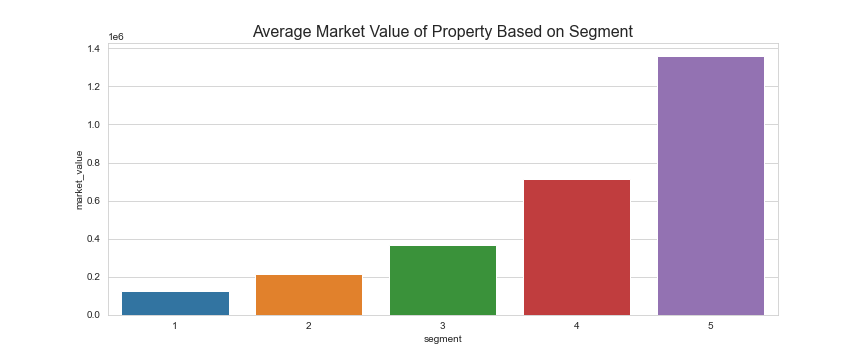 Average Market Value of Property Based on Segment
1e6
1.4
1.2
1.0
0.8
0.6
0.4
0.2
0.0
market_value
1 2 3 4 5
segment